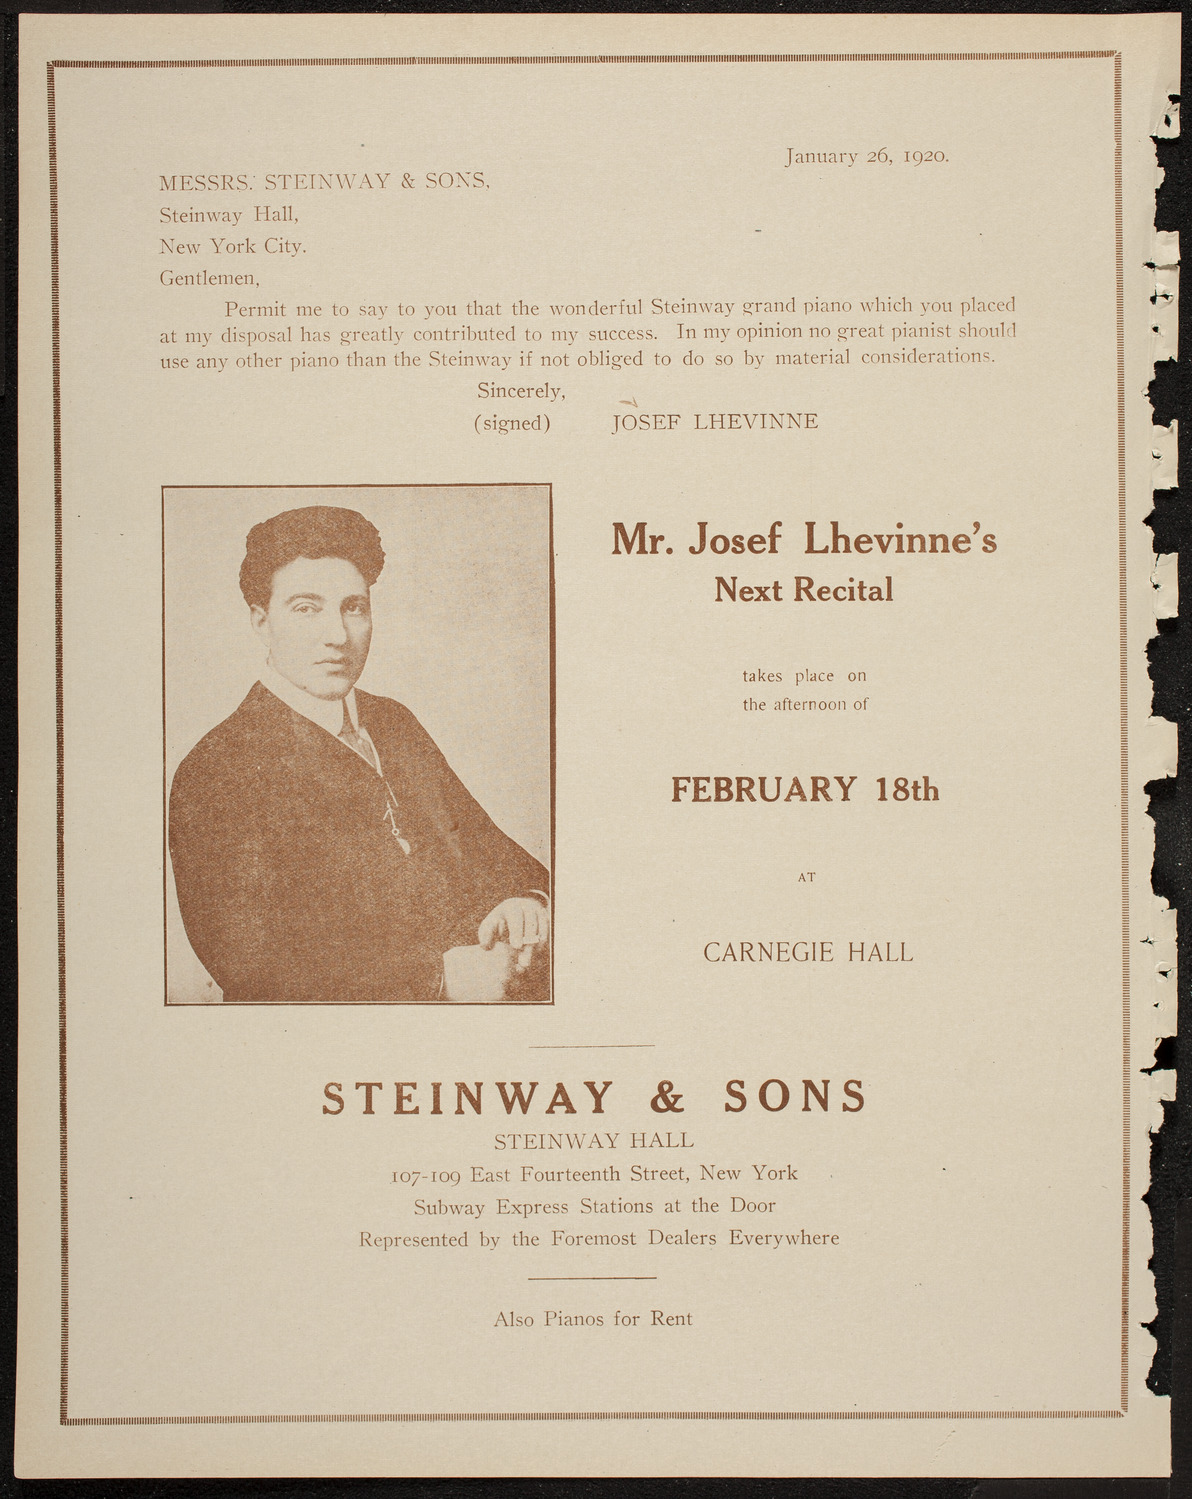 January 26, 1920.
MESSRS. STEINWAY & SONS,
Steinway Hall,
New York City.
Gentlemen,
Permit me to say to you that the wonderful Steinway grand piano which you placed
at my disposal has greatly contributed to my success. In my opinion no great pianist should
use any other piano than the Steinway if not obliged to do so by material considerations.
Sincerely,
(signed) JOSEF LHEVINNE
Mr. Josef Lhevinne's
Next Recital
takes place on
the afternoon of
FEBRUARY 18th
AT
CARNEGIE HALL
STEINWAY & SONS
STEINWAY HALL
107-109 East Fourteenth Street, New York
Subway Express Stations at the Door
Represented by the Foremost Dealers Everywhere
Also Pianos for Rent